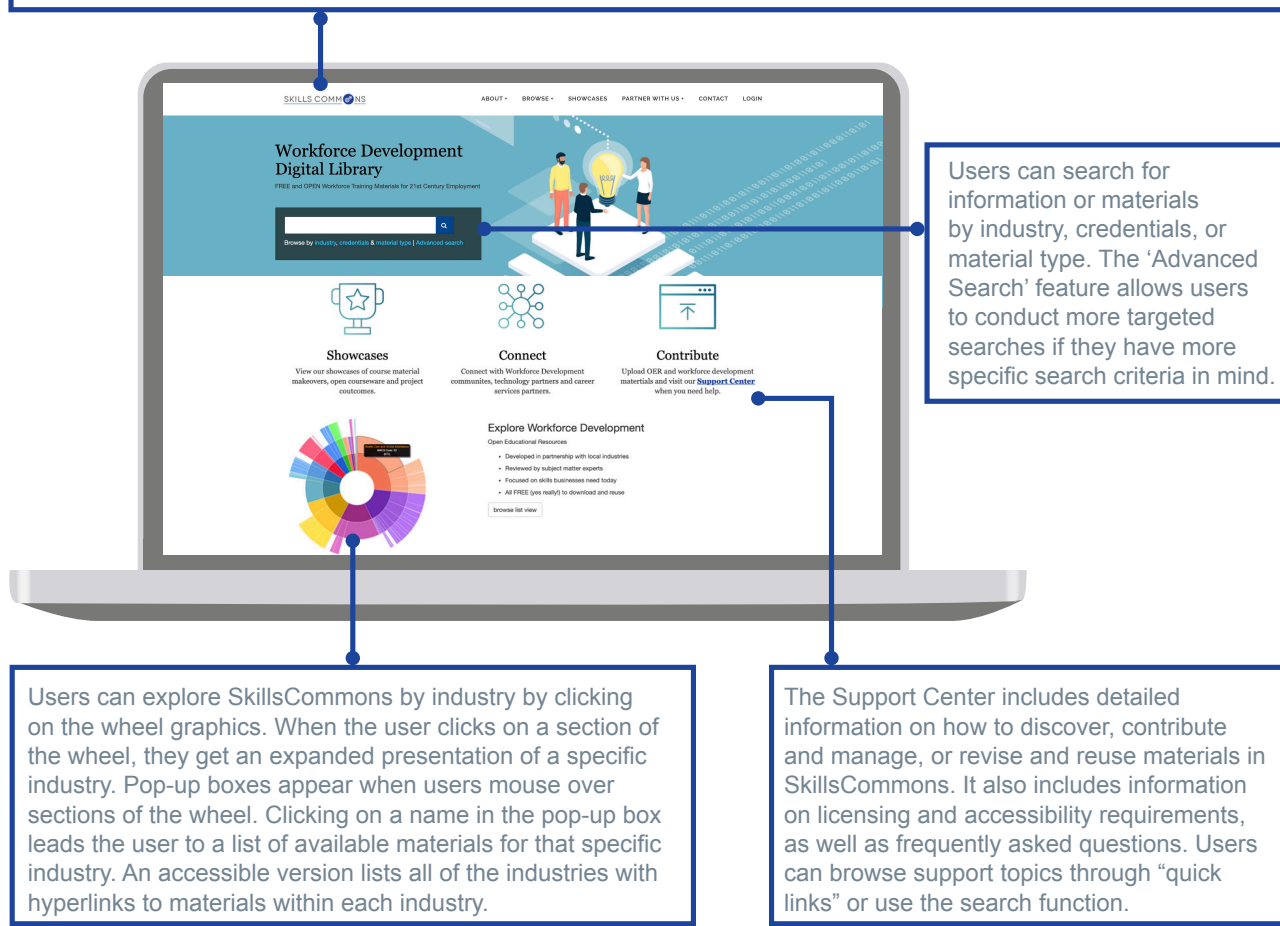 SKILLS COMMONS
ABOUT BROWSE SHOWCASES PARTNER WITH US CONTACT LOGIN
Workforce Development
Digital Library
FREE and OPEN Workforce Training Materials for 21st Century Employment
Browse by industry, credentials & material type | Advanced search
Users can search for
information or materials
by industry, credentials, or
material type. The ‘Advanced
Search’ feature allows users
to conduct more targeted
searches if they have more
specific search criteria in mind.
Showcases
View our showcases of course material
makeovers, open courseware and project
coutcomes.
Connect
Connect with Workforce Development
communites, technology partners and career
services partners.
Contribute
Upload OER and workforce development
matertials and visit our Support Center
when you need help.
Explore Workforce Development
Open Educational Resources
• Developed in partnership with local industries
• Reviewed by subject matter experts
• Focused on skills businesses need today
• All FREE (yes really!) to download and reuse
browse list view
Users can explore SkillsCommons by industry by clicking
on the wheel graphics. When the user clicks on a section of
the wheel, they get an expanded presentation of a specific
industry. Pop-up boxes appear when users mouse over
sections of the wheel. Clicking on a name in the pop-up box
leads the user to a list of available materials for that specific
industry. An accessible version lists all of the industries with
hyperlinks to materials within each industry.
The Support Center includes detailed
information on how to discover, contribute
and manage, or revise and reuse materials in
SkillsCommons. It also includes information
on licensing and accessibility requirements,
as well as frequently asked questions. Users
can browse support topics through “quick
links” or use the search function.